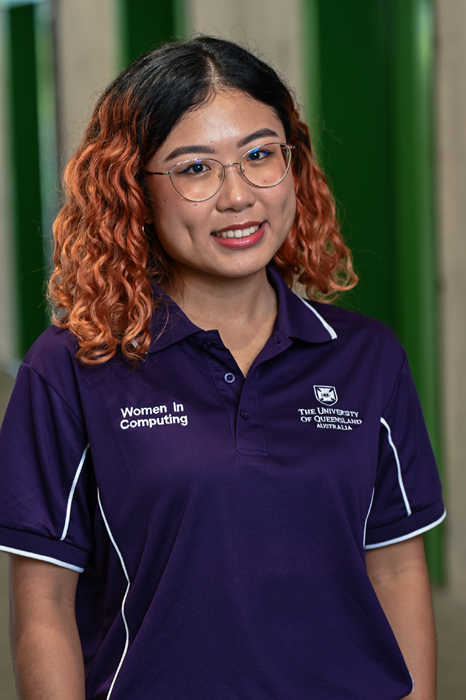 Women in
Computing
THE UNIVERSITY
OF QUEENSLAND
AUSTRALIA